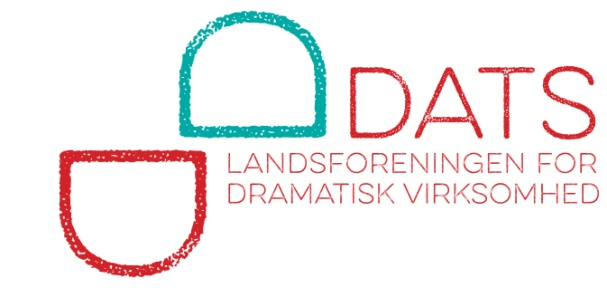 DATS
LANDSFORENINGEN FOR
DRAMATISK VIRKSOMHED